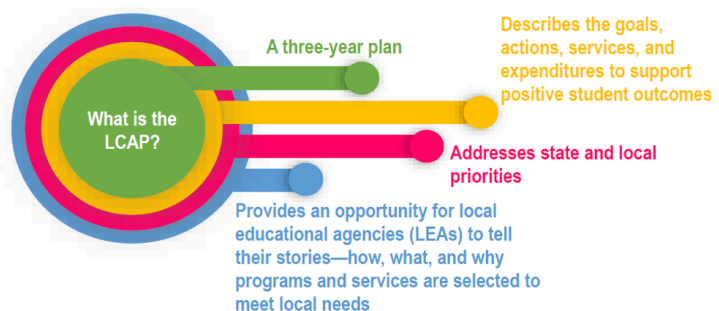 What is the
LCAP?
A three-year plan
Describes the goals,
actions, services, and
expenditures to support
positive student outcomes
Addresses state and local
priorities
Provides an opportunity for local
educational agencies (LEAs) to tell
their stories—how, what, and why
programs and services are selected to
meet local needs